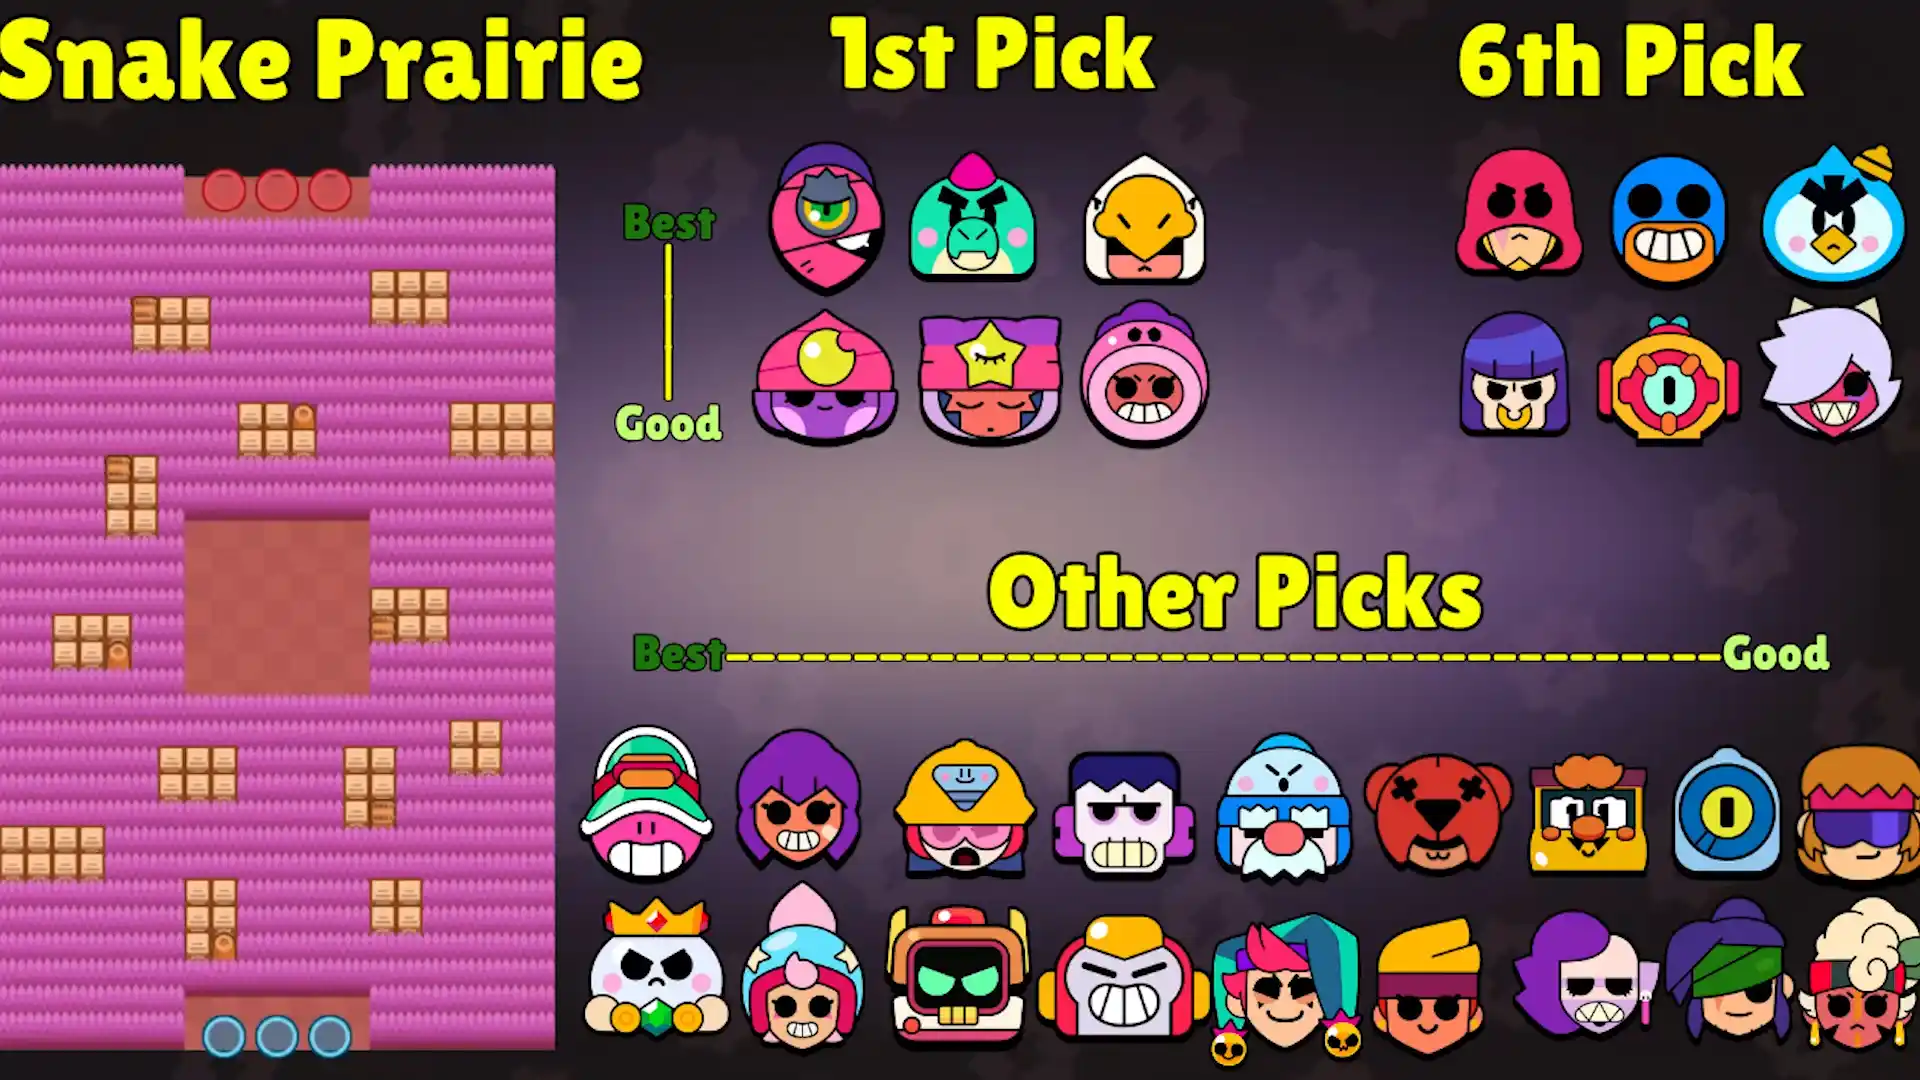 Snake Prairie
1st Pick
6th Pick
Best
Good
Other Picks
Best
Good